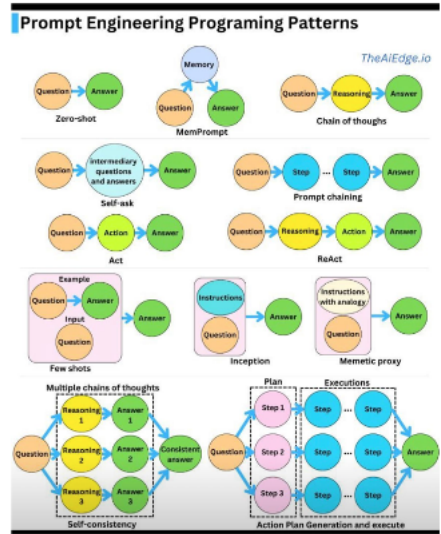 Prompt Engineering Programing Patterns
TheAiEdge.io
Question
Answer
Zero-shot
Memory
Question
Answer
MemPrompt
Question
Reasoning
Answer
Chain of thoughs
Question
intermediary
questions
and answers
Answer
Self-ask
Question
Step
...
Step
Answer
Prompt chaining
Question
Action
Answer
Act
Question
Reasoning
Action
Answer
ReAct
Example
Question
Answer
Input
Question
Answer
Few shots
Instructions
Question
Answer
Inception
Instructions
with analogy
Question
Answer
Memetic proxy
Multiple chains of thoughts
Question
Reasoning
1
Answer
1
Reasoning
2
Answer
2
Reasoning
3
Answer
3
Consistent
answer
Self-consistency
Plan
Executions
Question
Step 1
Step
...
Step
Step 2
Step
...
Step
Step 3
Step
...
Step
Answer
Action Plan Generation and execute